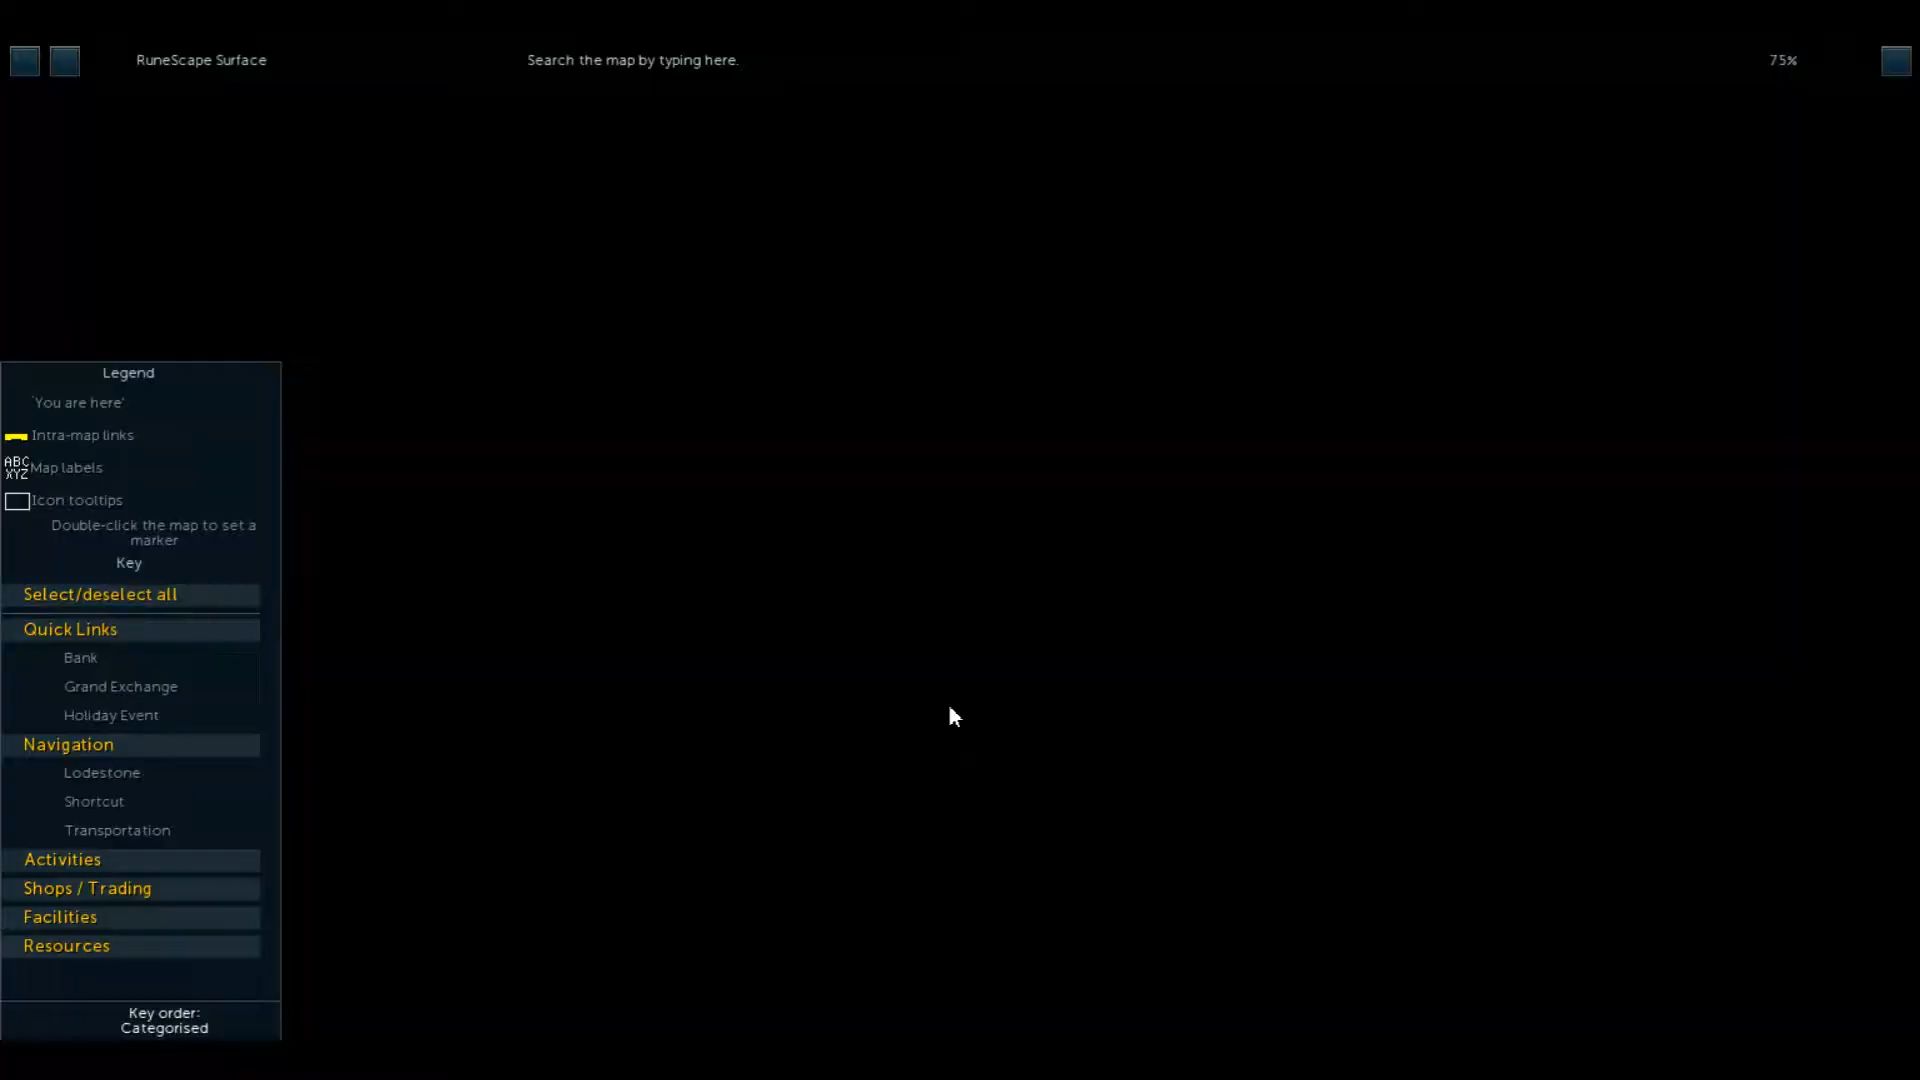 RuneScape Surface
Search the map by typing here.
75%
Legend
'You are here'
Intra-map links
ABC
XYZ
Map labels
Icon tooltips
Double-click the map to set a
marker
Key
Select/deselect all
Quick Links
Bank
Grand Exchange
Holiday Event
Navigation
Lodestone
Shortcut
Transportation
Activities
Shops / Trading
Facilities
Resources
Key order:
Categorised